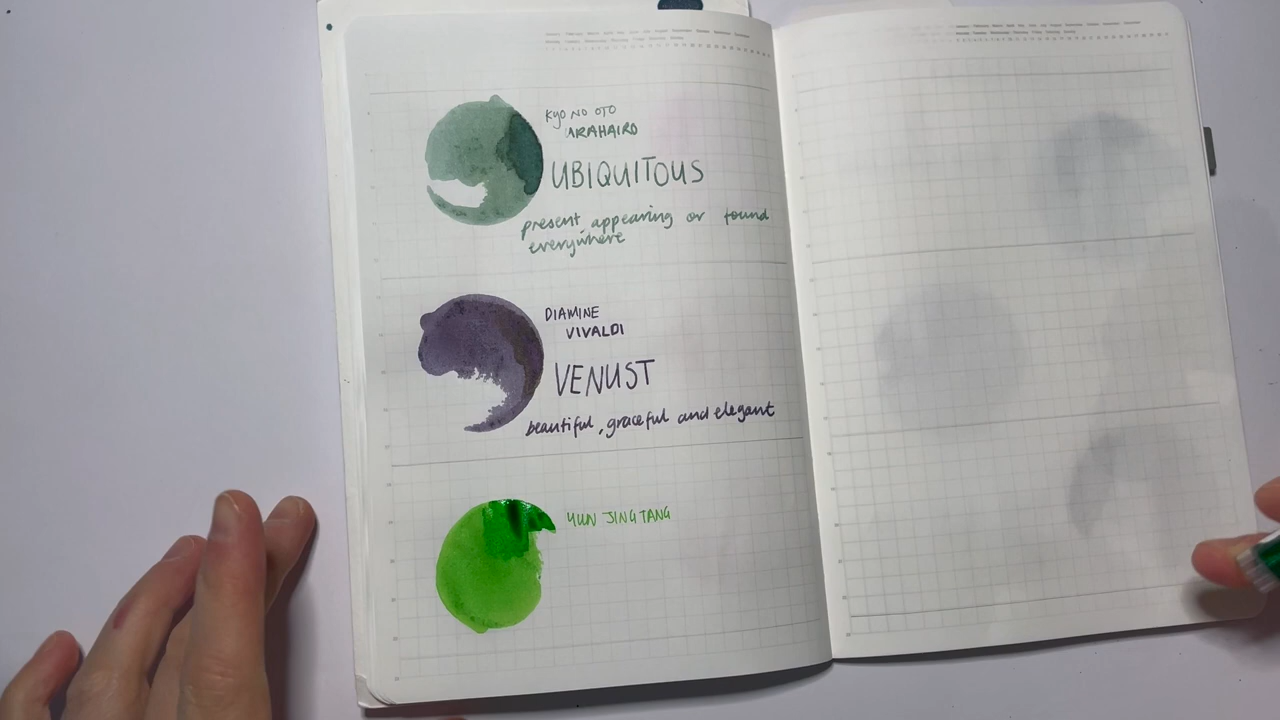 KYO NO OTO
URAHAIRO
UBIQUITOUS
present, appearing or found
everywhere
DIAMINE
VIVALDI
VENUST
beautiful, graceful and elegant
YUN JING TANG